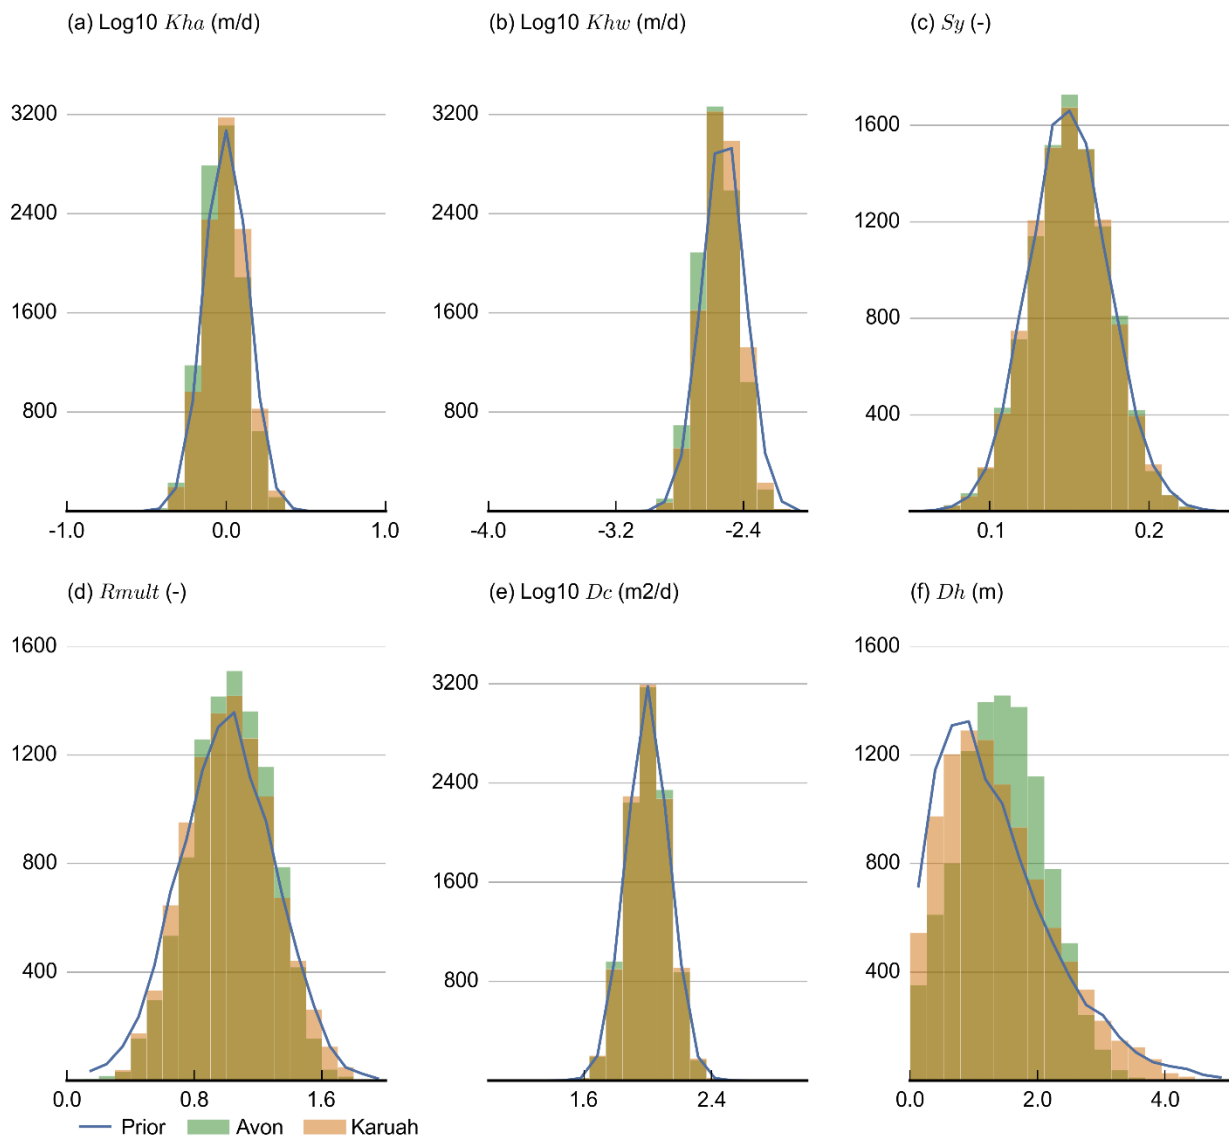 (a) Log10 Kha (m/d)
(b) Log10 Khw (m/d)
(c) Sy (-)
3200
2400
1600
800
-1.0 0.0 1.0
3200
2400
1600
800
-4.0 -3.2 -2.4
1600
1200
800
400
0.1 0.2
(d) Rmult (-)
(e) Log10 Dc (m2/d)
(f) Dh (m)
1600
1200
800
400
0.0 0.8 1.6
3200
2400
1600
800
1.6 2.4
1600
1200
800
400
0.0 2.0 4.0
Prior Avon Karuah